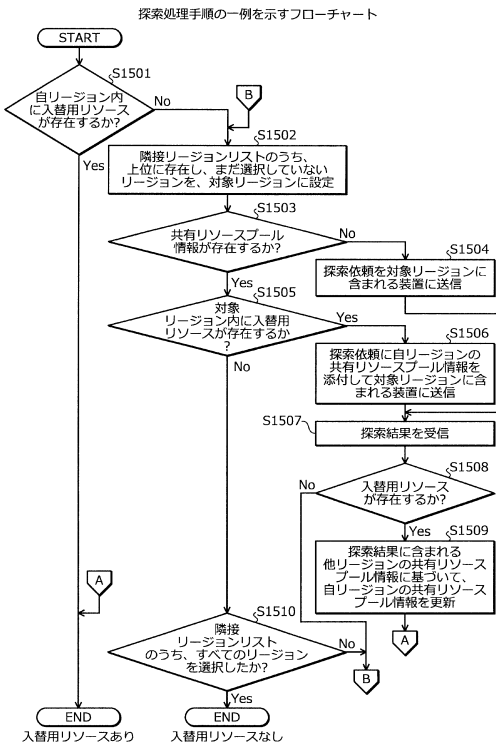 探索処理手順の一例を示すフローチャート
START
S1501
自リージョン内
に入替用リソース
が存在するか?
No
Yes
B
S1502
隣接リージョンリストのうち、
上位に存在し、まだ選択していない
リージョンを、対象リージョンに設定
S1503
共有リソースプール
情報が存在するか?
No
Yes
S1504
探索依頼を対象リージョンに
含まれる装置に送信
S1505
対象
リージョン内に入替用
リソースが存在するか
?
Yes
No
S1506
探索依頼に自リージョンの
共有リソースプール情報を
添付して対象リージョンに含
まれる装置に送信
S1507
探索結果を受信
S1508
入替用リソース
が存在するか?
No
Yes
S1509
探索結果に含まれる
他リージョンの共有リソース
プール情報に基づいて、
自リージョンの共有リソース
プール情報を更新
A
A
S1510
隣接
リージョンリスト
のうち、すべてのリージョン
を選択したか?
No
B
Yes
END
入替用リソースあり
END
入替用リソースなし